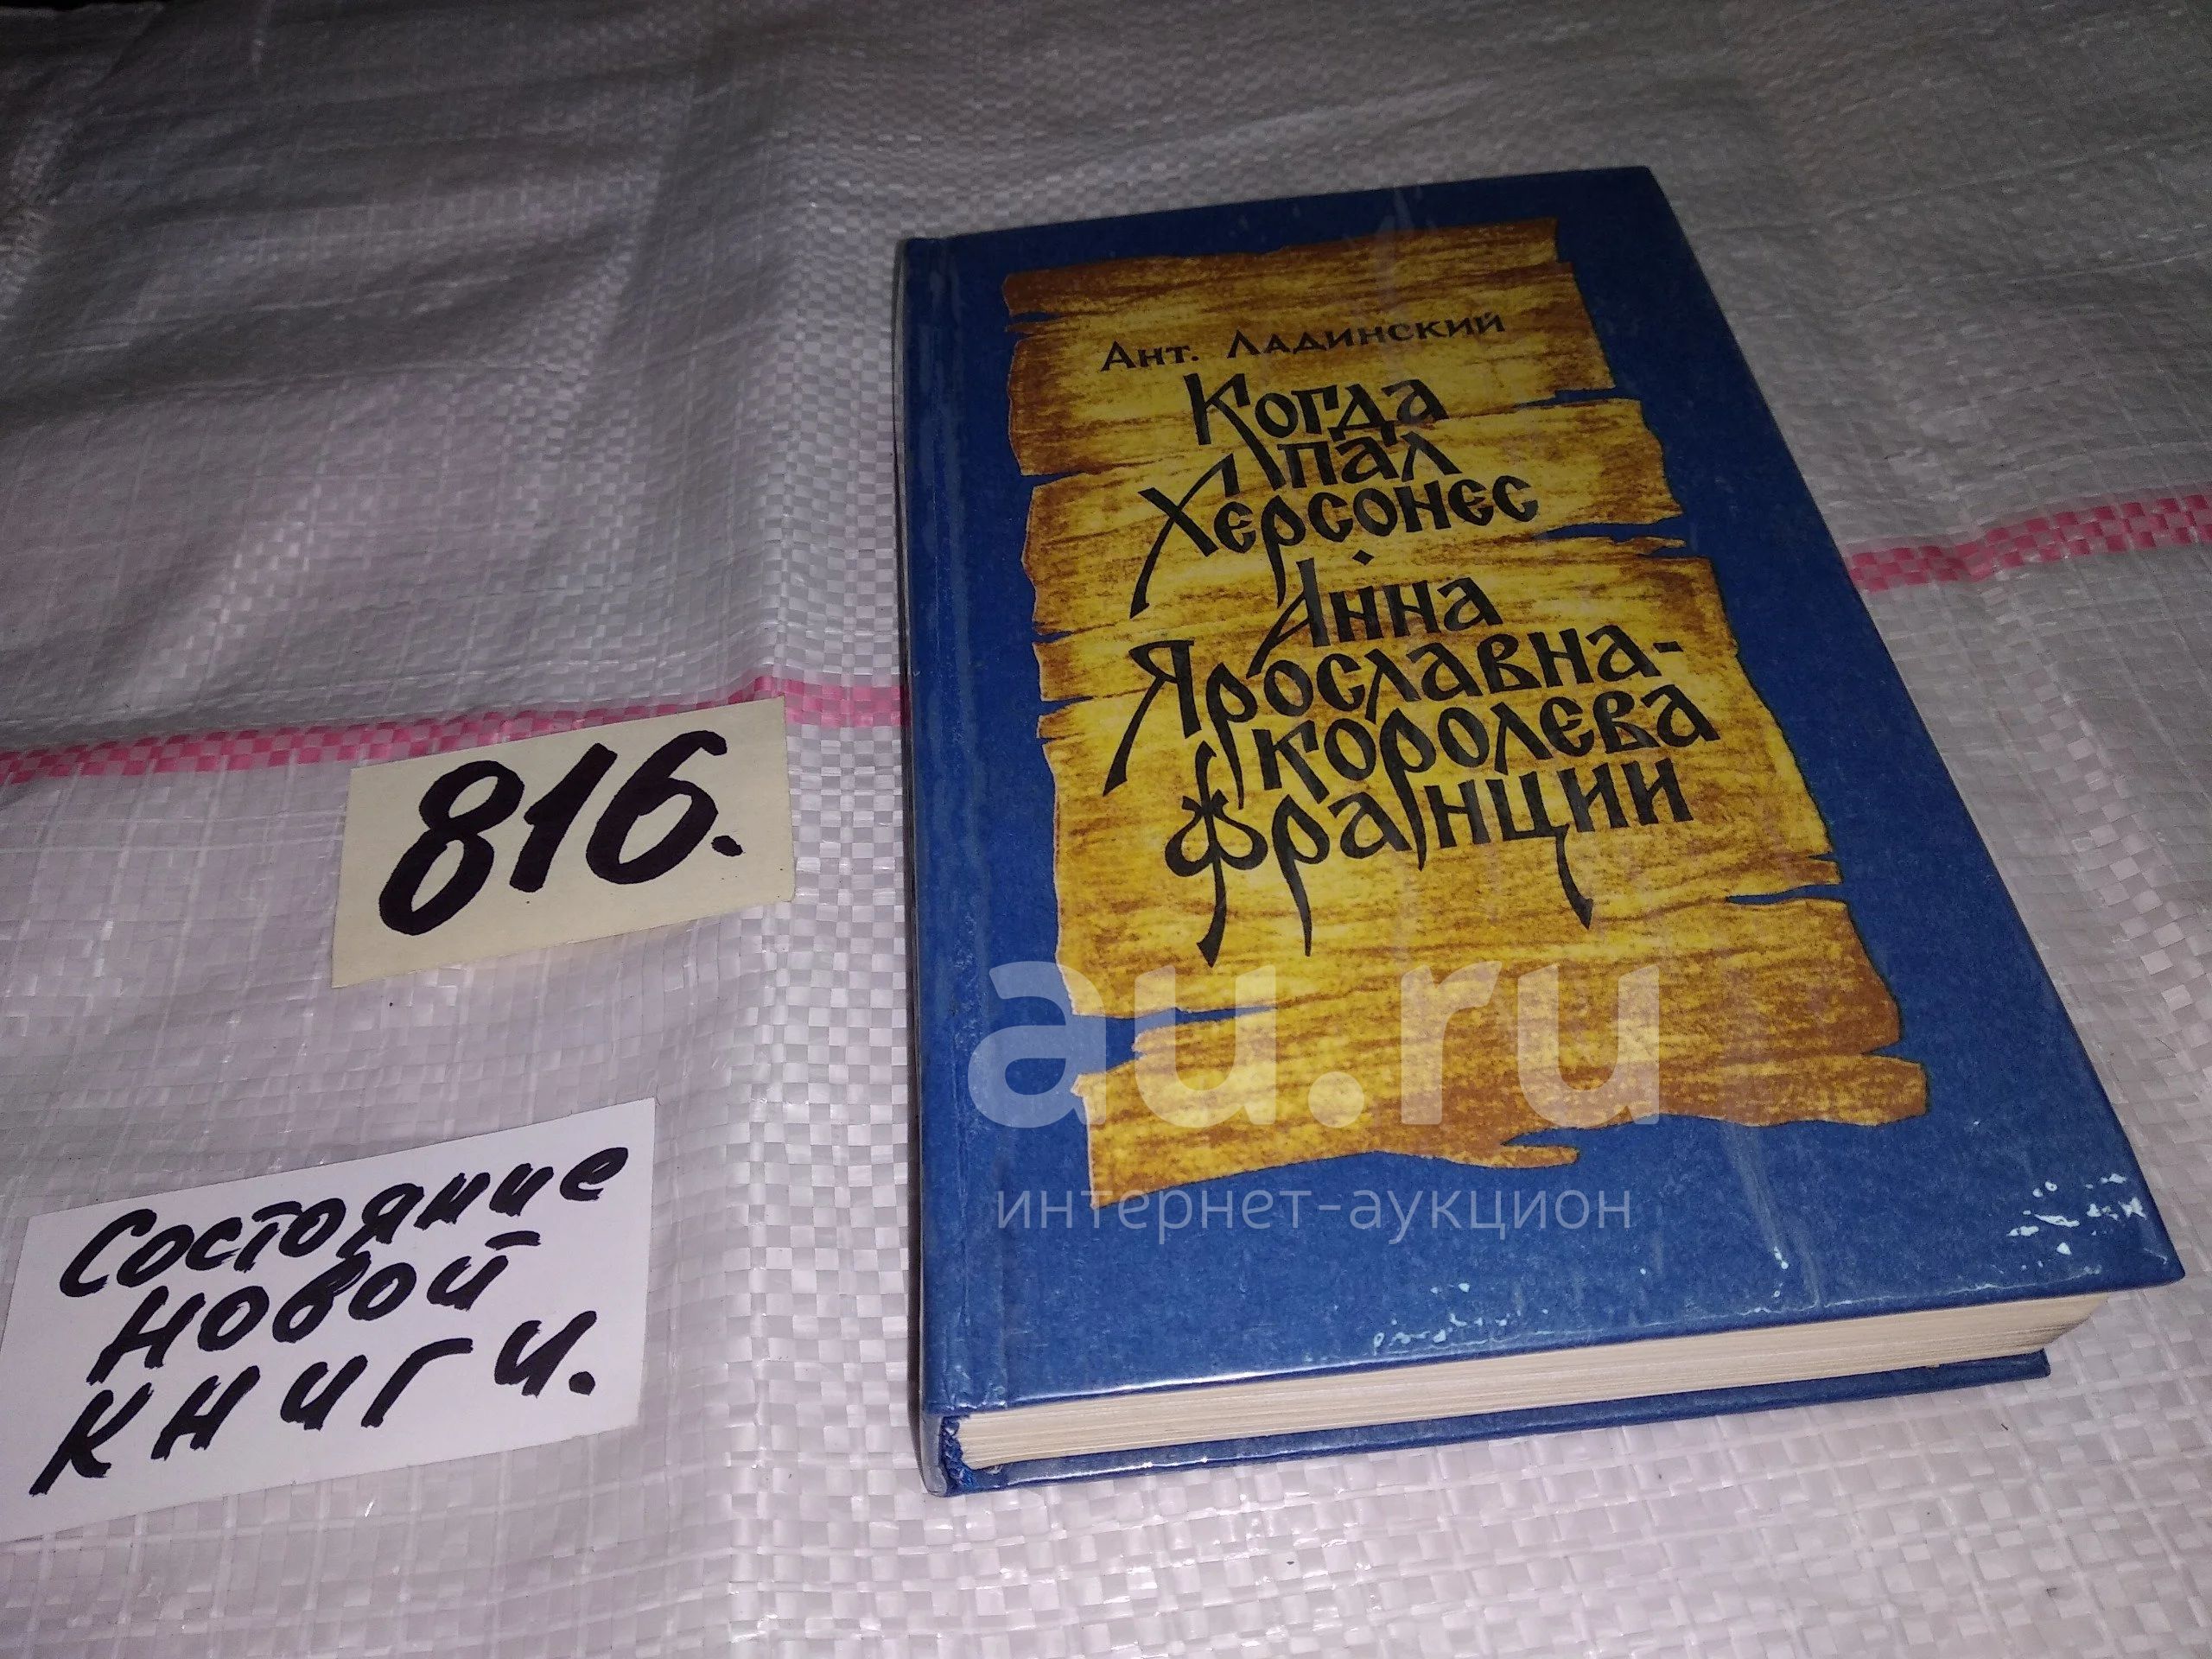 Ант. Ладинский
Когда
пал
Херсонес
·
Анна
Ярославна-
королева
Франции
816.
Состояние
новой
книги.
au.ru
интернет-аукцион